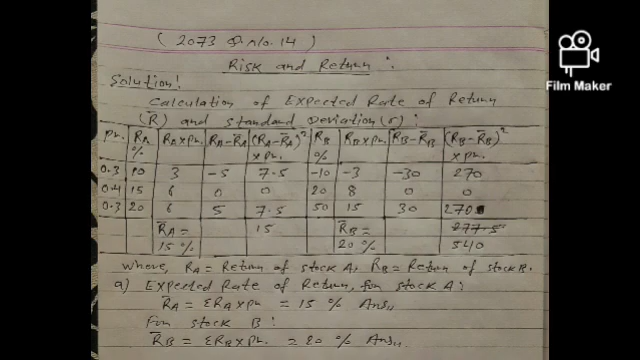 (2073 Q.no.14)
Risk and Return:
Film Maker
Solution:
Calculation of Expected Rate of Return
(R̄) and standard Deviation (σ):
Pr. | RA % | RA×Pr. | RA-R̄A | (RA-R̄A)²×Pr. | RB % | RB×Pr. | RB-R̄B | (RB-R̄B)²×Pr.
0.3 | 10 | 3 | -5 | 7.5 | -10 | -3 | -30 | 270
0.4 | 15 | 6 | 0 | 0 | 20 | 8 | 0 | 0
0.3 | 20 | 6 | 5 | 7.5 | 50 | 15 | 30 | 270
R̄A= 15% | 15 | R̄B= 20% | 277.5 540
where, RA = Return of stock A, RB = Return of stock B.
a) Expected Rate of Return, for stock A:
R̄A = ΣRA×Pr. = 15 % Ans,,
For stock B:
R̄B = ΣRB×Pr. = 20 % Ans,,